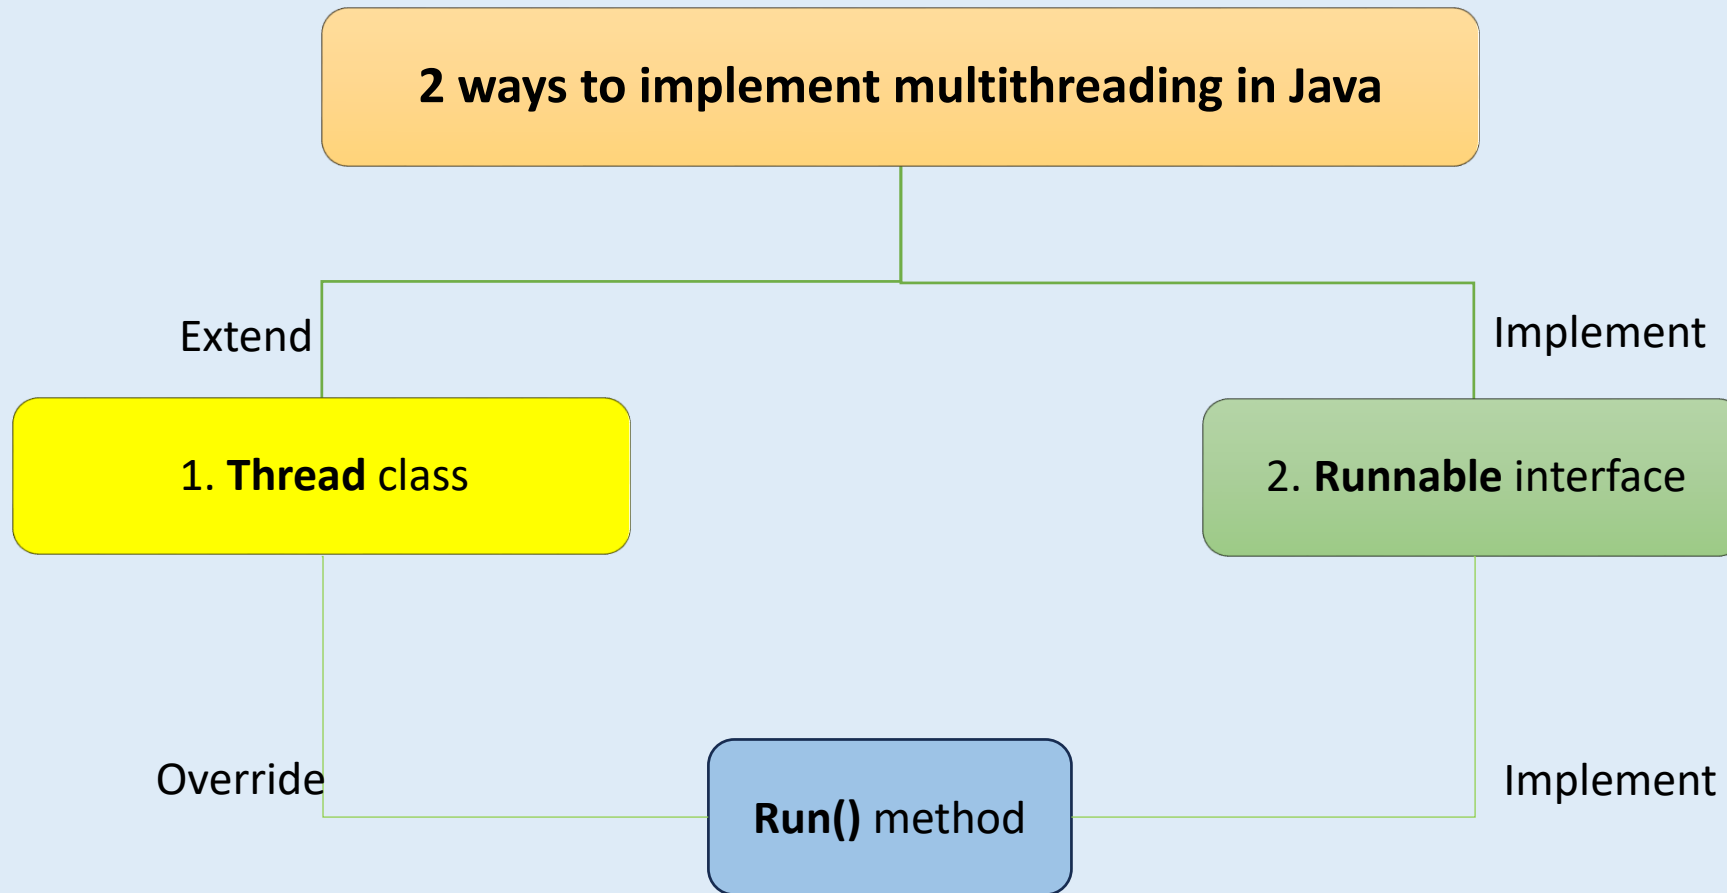 2 ways to implement multithreading in Java
Extend
Implement
1. Thread class
2. Runnable interface
Override
Implement
Run() method